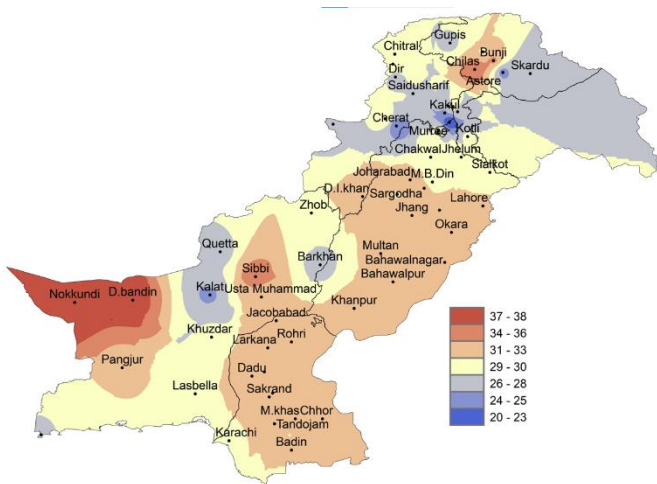 Gupis
Chitral
Bunji
Chilas
Skardu
Dir
Astore
Saidusharif
Kakul
Cherat
Murree
Kotli
Chakwal
Jhelum
Sialkot
Joharabad
M.B.Din
D.I.khan
Sargodha
Zhob
Lahore
Jhang
Okara
Quetta
Barkhan
Multan
Sibbi
Bahawalnagar
Nokkundi
D.bandin
Kalat
Usta Muhammad
Bahawalpur
Khanpur
Jacobabad
Khuzdar
Larkana
Rohri
Pangjur
Dadu
Lasbella
Sakrand
M.khas
Chhor
Tandojam
Karachi
Badin
37 - 38
34 - 36
31 - 33
29 - 30
26 - 28
24 - 25
20 - 23